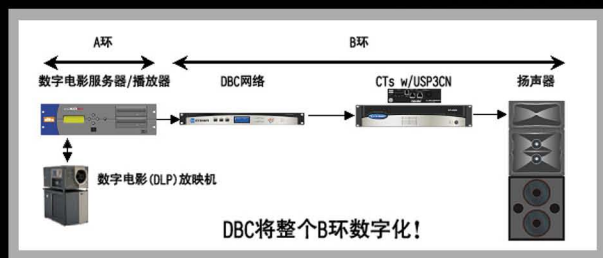 A环
B环
数字电影服务器/播放器
DBC网络
CTs w/USP3CN
扬声器
数字电影(DLP)放映机
DBC将整个B环数字化!